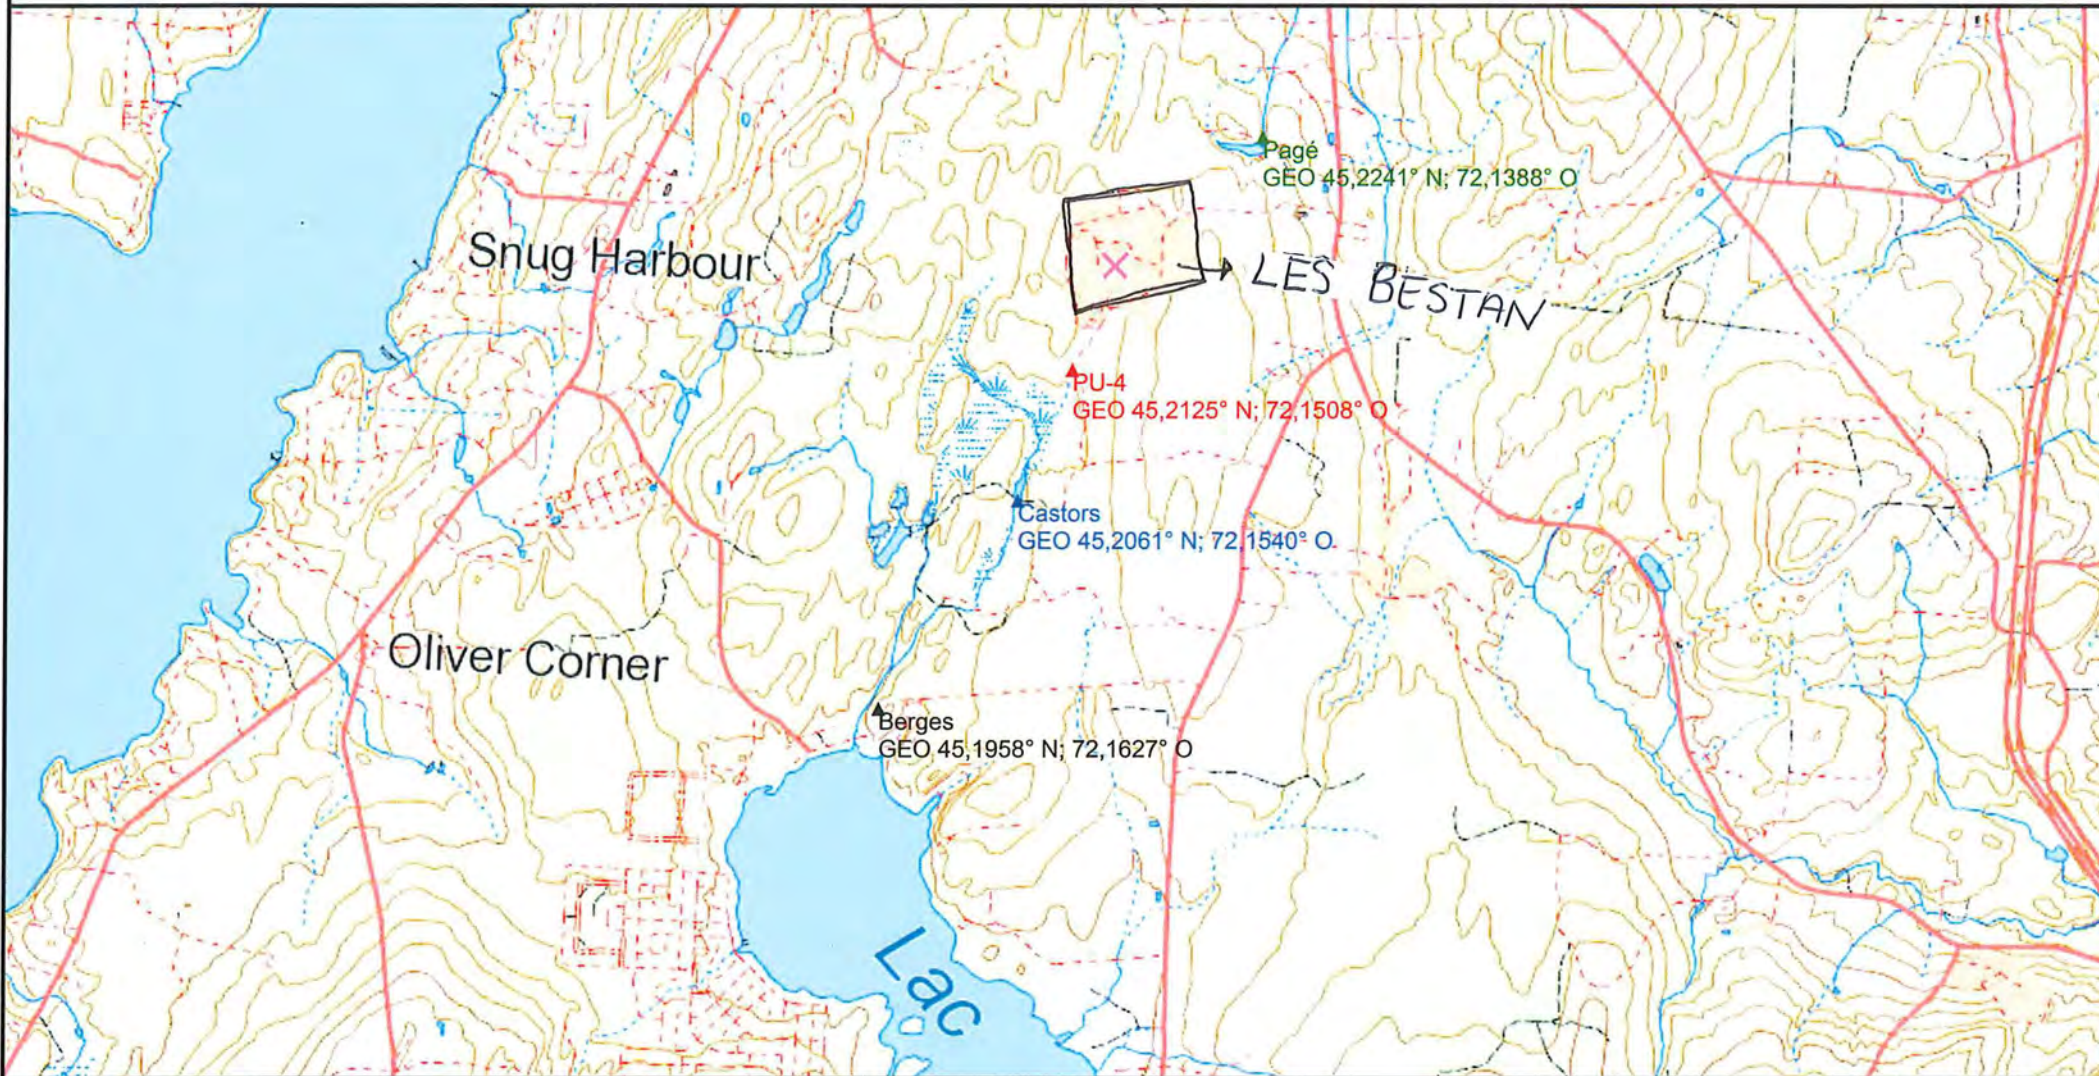 Pagé
GEO 45,2241° N; 72,1388° O
Snug Harbour
LES BESTAN
PU-4
GEO 45,2125° N; 72,1508° O
Castors
GEO 45,2061° N; 72,1540° O
Oliver Corner
Berges
GEO 45,1958° N; 72,1627° O
Lac